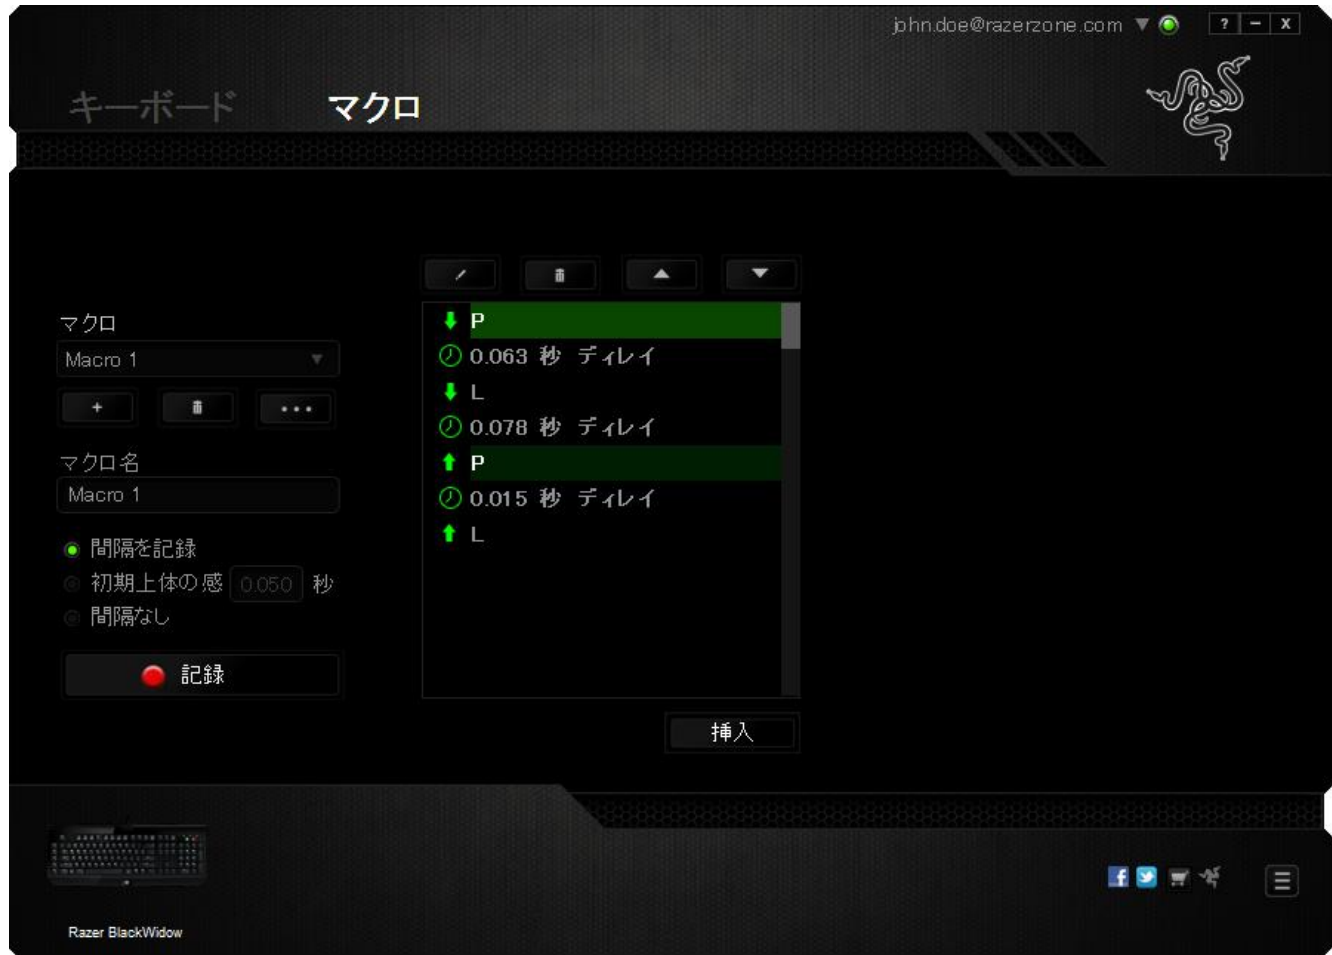 john.doe@razerzone.com
? - X
キーボード マクロ
マクロ
Macro 1
マクロ名
Macro 1
間隔を記録
初期上体の感 0.050 秒
間隔なし
記録
P
0.063 秒 ディレイ
L
0.078 秒 ディレイ
P
0.015 秒 ディレイ
L
挿入
Razer BlackWidow